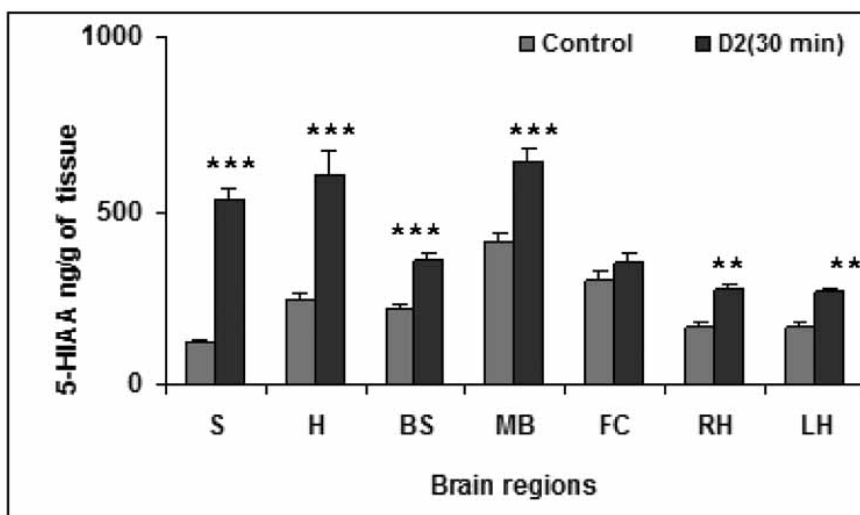 1000
Control D2(30 min)
***
***
***
***
**
**
500
0
5-HIAA ng/g of tissue
S H BS MB FC RH LH
Brain regions